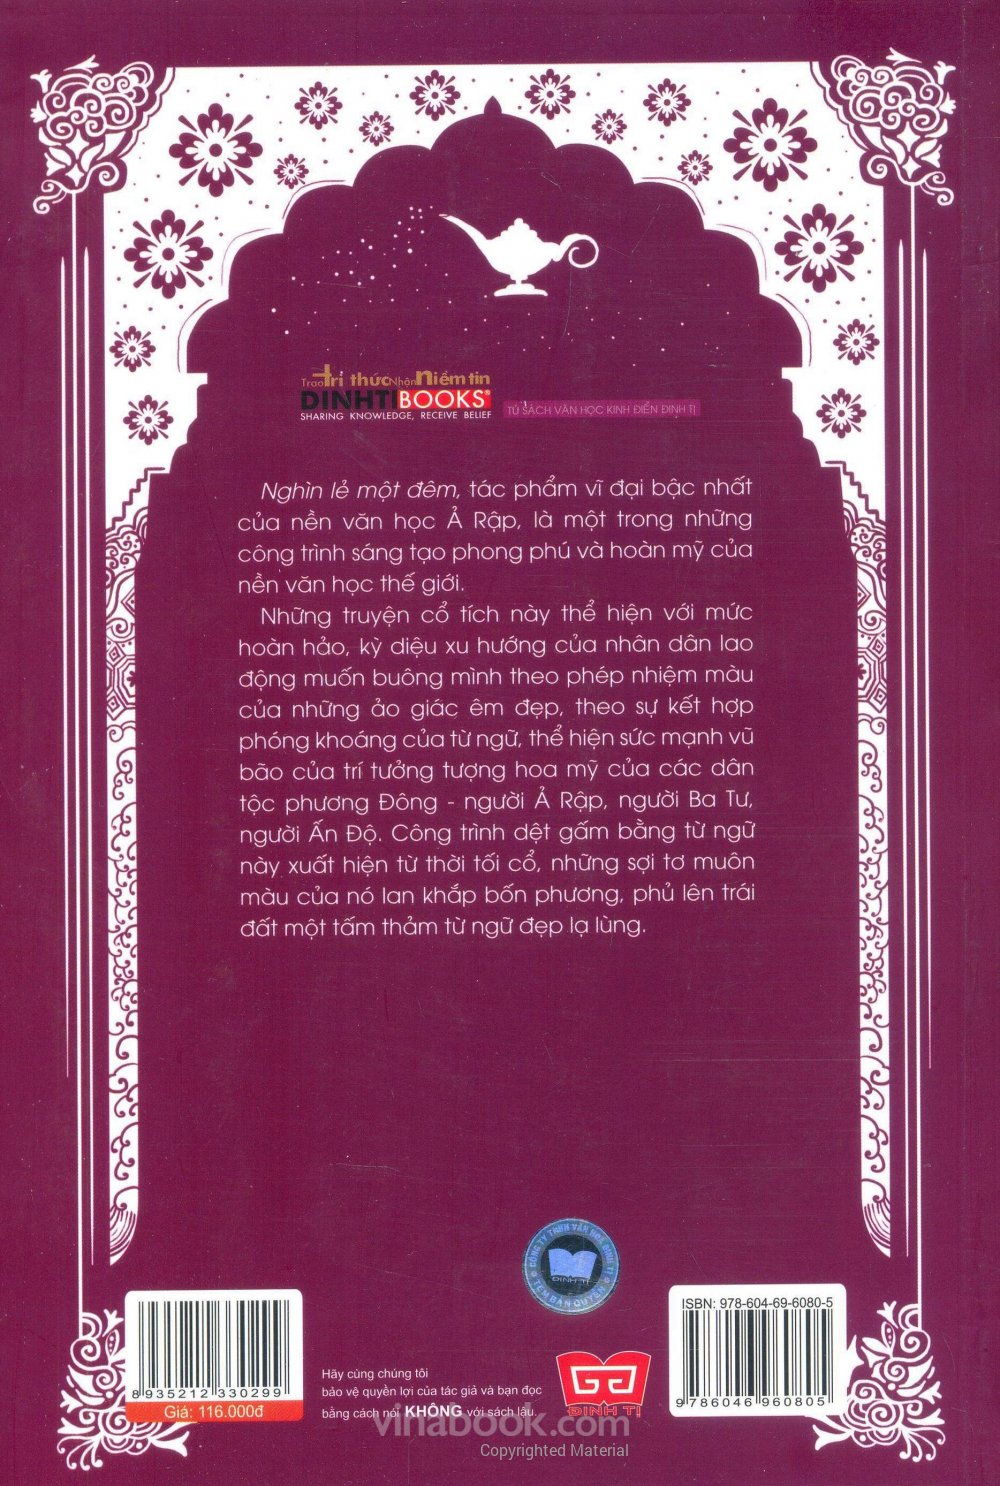 Trao tri thức Nhận niềm tin
DINHTIBOOKS®
SHARING KNOWLEDGE, RECEIVE BELIEF
TỦ SÁCH VĂN HỌC KINH ĐIỂN ĐINH TỊ
Nghìn lẻ một đêm, tác phẩm vĩ đại bậc nhất
của nền văn học Ả Rập, là một trong những
công trình sáng tạo phong phú và hoàn mỹ của
nền văn học thế giới.
Những truyện cổ tích này thể hiện với mức
hoàn hảo, kỳ diệu xu hướng của nhân dân lao
động muốn buông mình theo phép nhiệm màu
của những ảo giác êm đẹp, theo sự kết hợp
phóng khoáng của từ ngữ, thể hiện sức mạnh vũ
bão của trí tưởng tượng hoa mỹ của các dân
tộc phương Đông - người Ả Rập, người Ba Tư,
người Ấn Độ. Công trình dệt gấm bằng từ ngữ
này xuất hiện từ thời tối cổ, những sợi tơ muôn
màu của nó lan khắp bốn phương, phủ lên trái
đất một tấm thảm từ ngữ đẹp lạ lùng.
CÔNG TY TNHH VĂN HÓA ĐINH TỊ
ĐINH TỊ
TEM BẢN QUYỀN
8 935212 330299
Giá: 116.000đ
Hãy cùng chúng tôi
bảo vệ quyền lợi của tác giả và bạn đọc
bằng cách nói KHÔNG với sách lậu.
ĐINH TỊ
ISBN: 978-604-69-6080-5
9 786046 960805
vinabook.com
Copyrighted Material